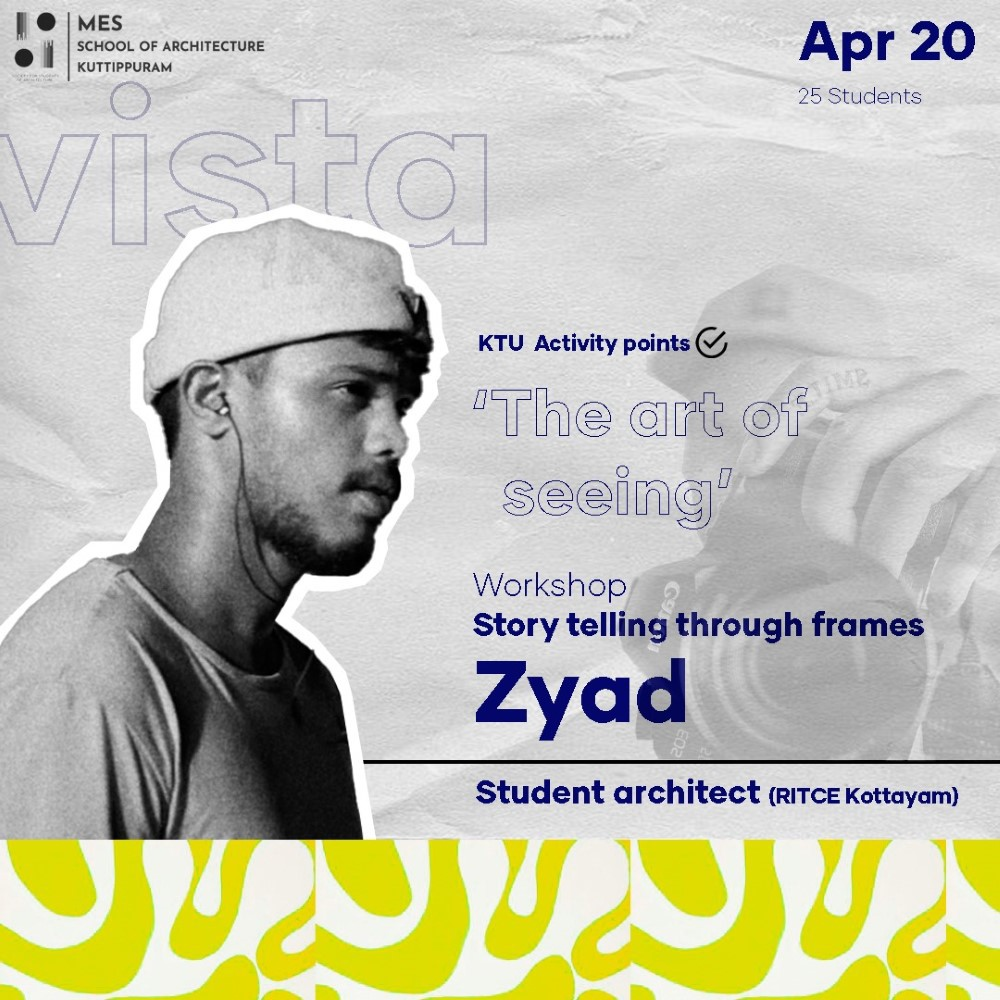 MES
SCHOOL OF ARCHITECTURE
KUTTIPPURAM
Apr 20
25 Students
vista
KTU Activity points
‘The art of
seeing’
Workshop
Story telling through frames
Zyad
Student architect (RITCE Kottayam)